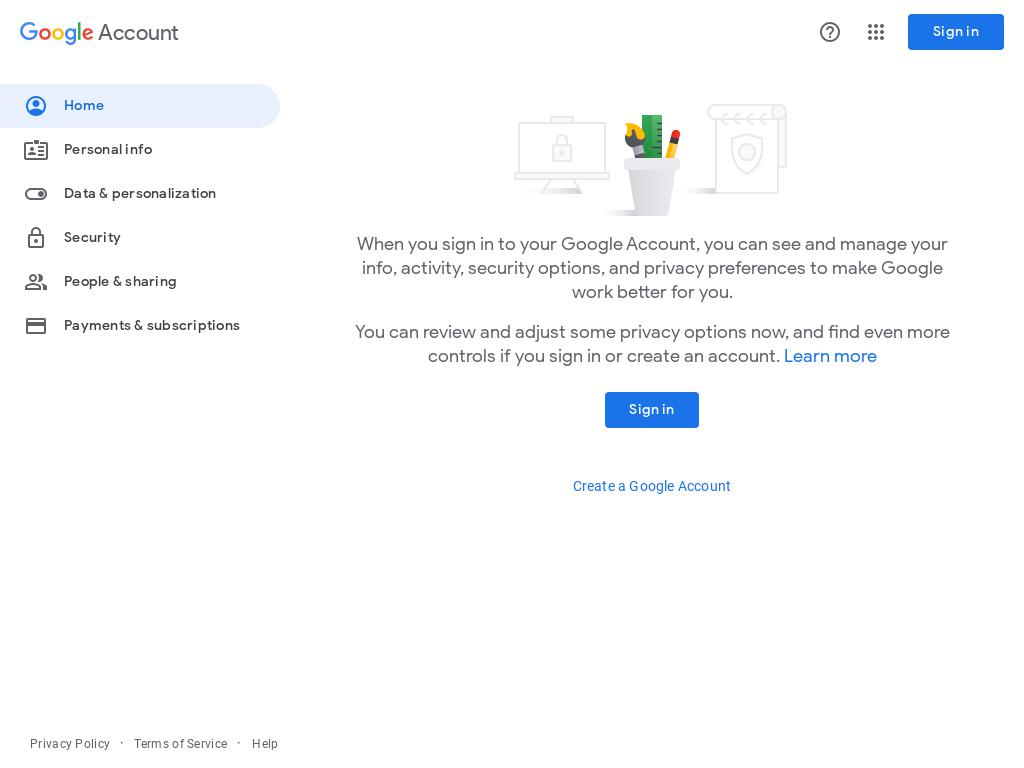 Google Account
Sign in
Home
Personal info
Data & personalization
Security
People & sharing
Payments & subscriptions
When you sign in to your Google Account, you can see and manage your
info, activity, security options, and privacy preferences to make Google
work better for you.
You can review and adjust some privacy options now, and find even more
controls if you sign in or create an account. Learn more
Sign in
Create a Google Account
Privacy Policy · Terms of Service · Help